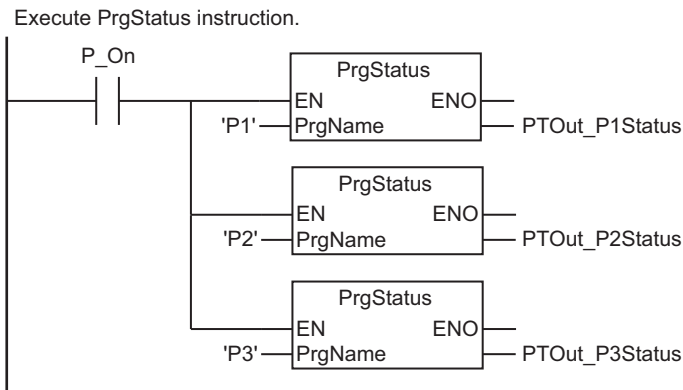 Execute PrgStatus instruction.
P_On
PrgStatus
EN ENO
'P1' PrgName PTOut_P1Status
PrgStatus
EN ENO
'P2' PrgName PTOut_P2Status
PrgStatus
EN ENO
'P3' PrgName PTOut_P3Status